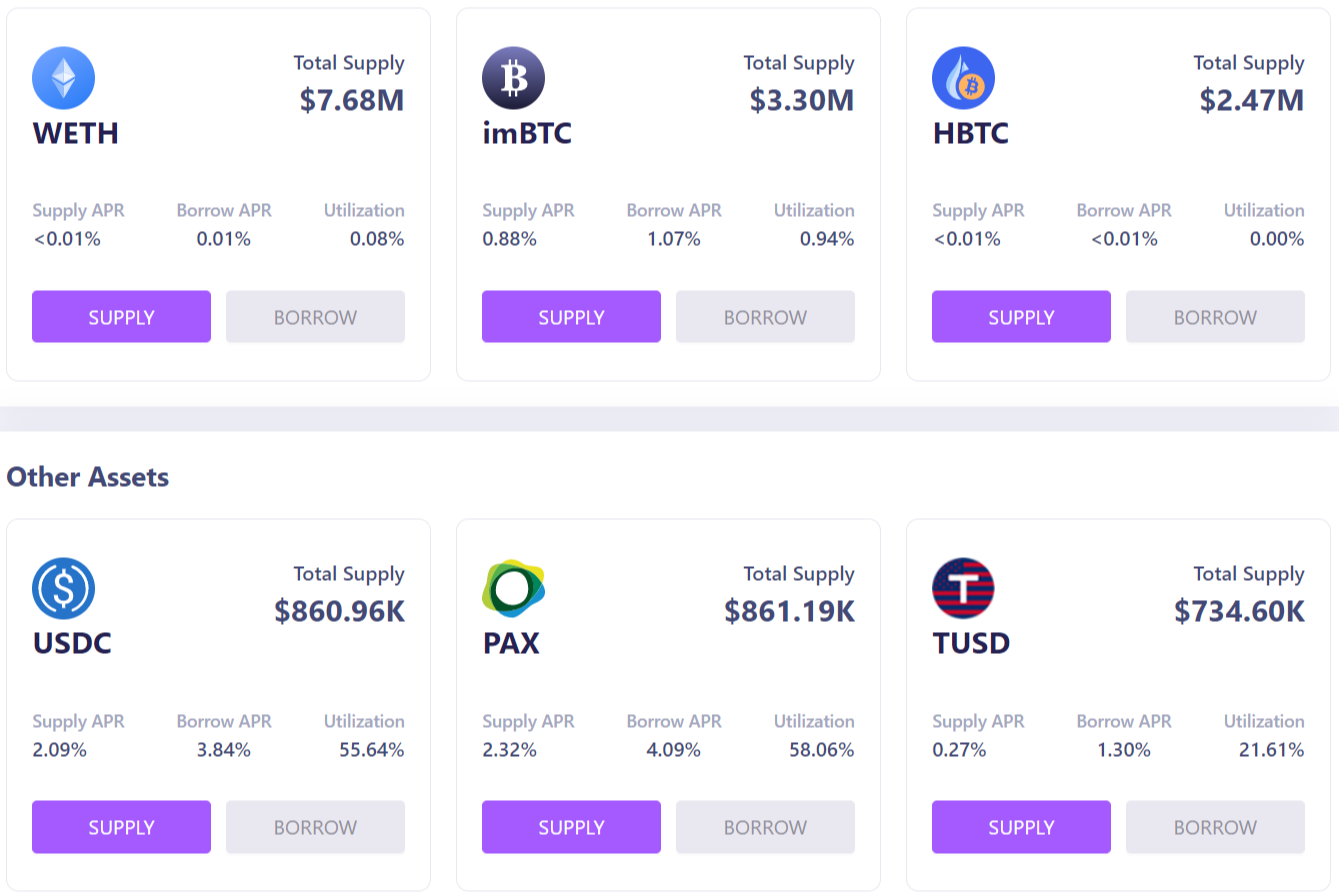 Total Supply
$7.68M
WETH
Supply APR Borrow APR Utilization
<0.01% 0.01% 0.08%
SUPPLY BORROW
Total Supply
$3.30M
imBTC
Supply APR Borrow APR Utilization
0.88% 1.07% 0.94%
SUPPLY BORROW
Total Supply
$2.47M
HBTC
Supply APR Borrow APR Utilization
<0.01% <0.01% 0.00%
SUPPLY BORROW
Other Assets
Total Supply
$860.96K
USDC
Supply APR Borrow APR Utilization
2.09% 3.84% 55.64%
SUPPLY BORROW
Total Supply
$861.19K
PAX
Supply APR Borrow APR Utilization
2.32% 4.09% 58.06%
SUPPLY BORROW
T
Total Supply
$734.60K
TUSD
Supply APR Borrow APR Utilization
0.27% 1.30% 21.61%
SUPPLY BORROW